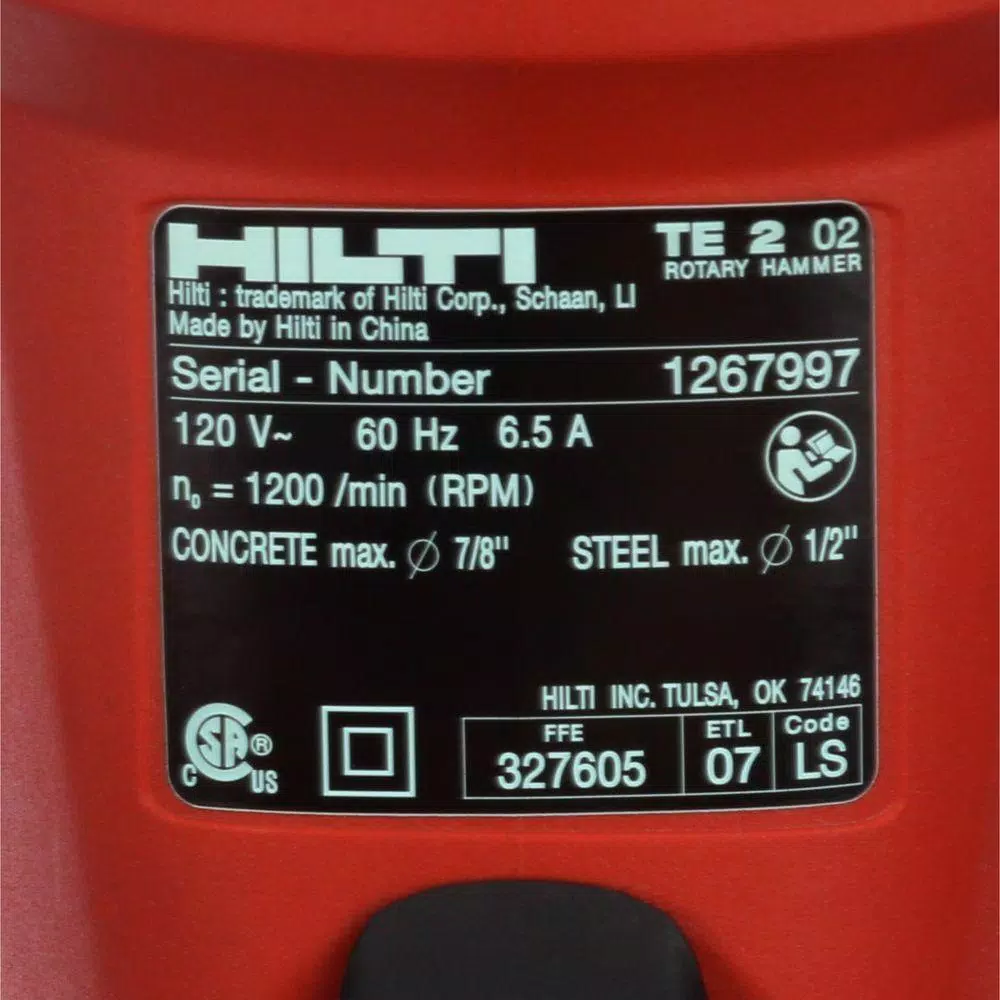 HILTI TE 2 02
ROTARY HAMMER
Hilti : trademark of Hilti Corp., Schaan, LI
Made by Hilti in China
Serial - Number 1267997
120 V~ 60 Hz 6.5 A
n₀ = 1200 /min (RPM)
CONCRETE max. ∅ 7/8" STEEL max. ∅ 1/2"
HILTI INC. TULSA, OK 74146
FFE ETL Code
327605 07 LS
C SA ® US